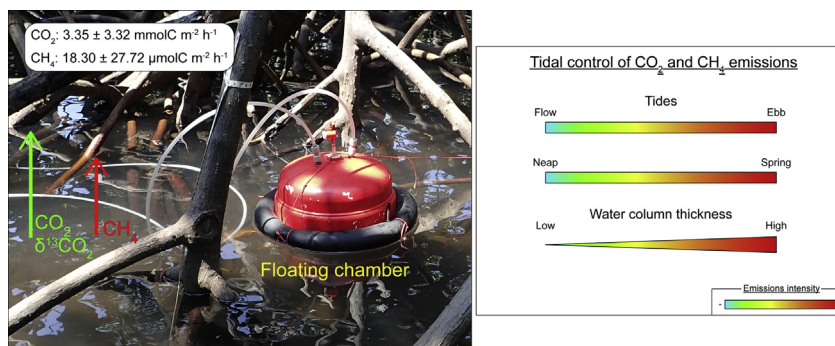 CO₂: 3.35 ± 3.32 mmolC m⁻² h⁻¹
CH₄: 18.30 ± 27.72 µmolC m⁻² h⁻¹
CO₂
δ¹³CO₂
CH₄
Floating chamber
Tidal control of CO₂ and CH₄ emissions
Tides
Flow Ebb
Neap Spring
Water column thickness
Low High
Emissions intensity
-